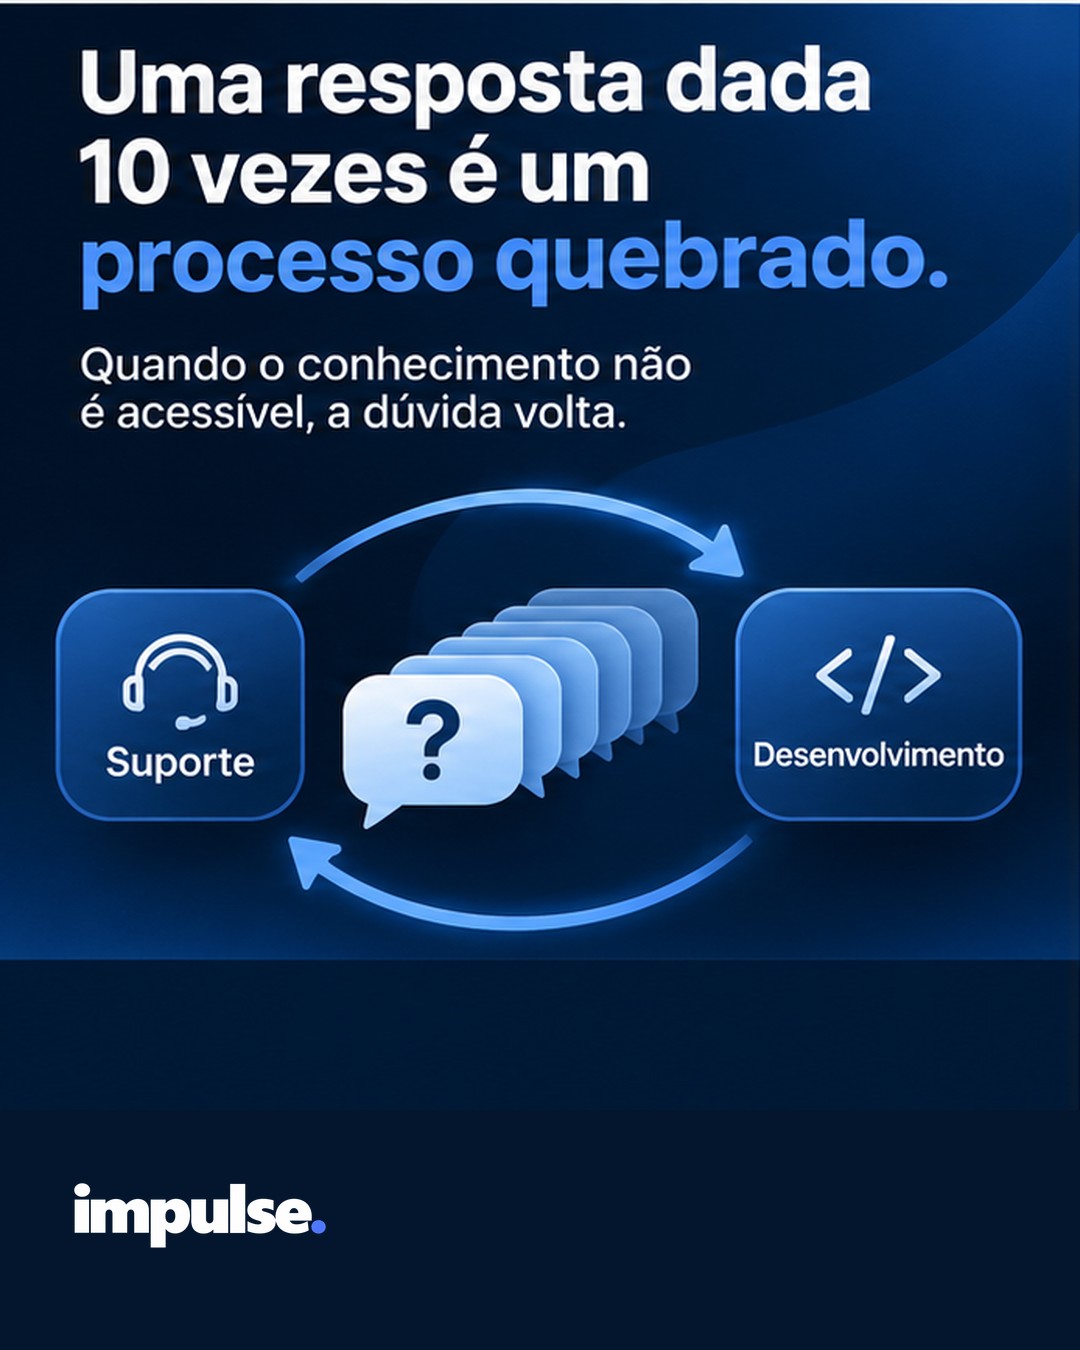 Uma resposta dada
10 vezes é um
processo quebrado.
Quando o conhecimento não
é acessível, a dúvida volta.
?
Suporte
</>
Desenvolvimento
impulse.